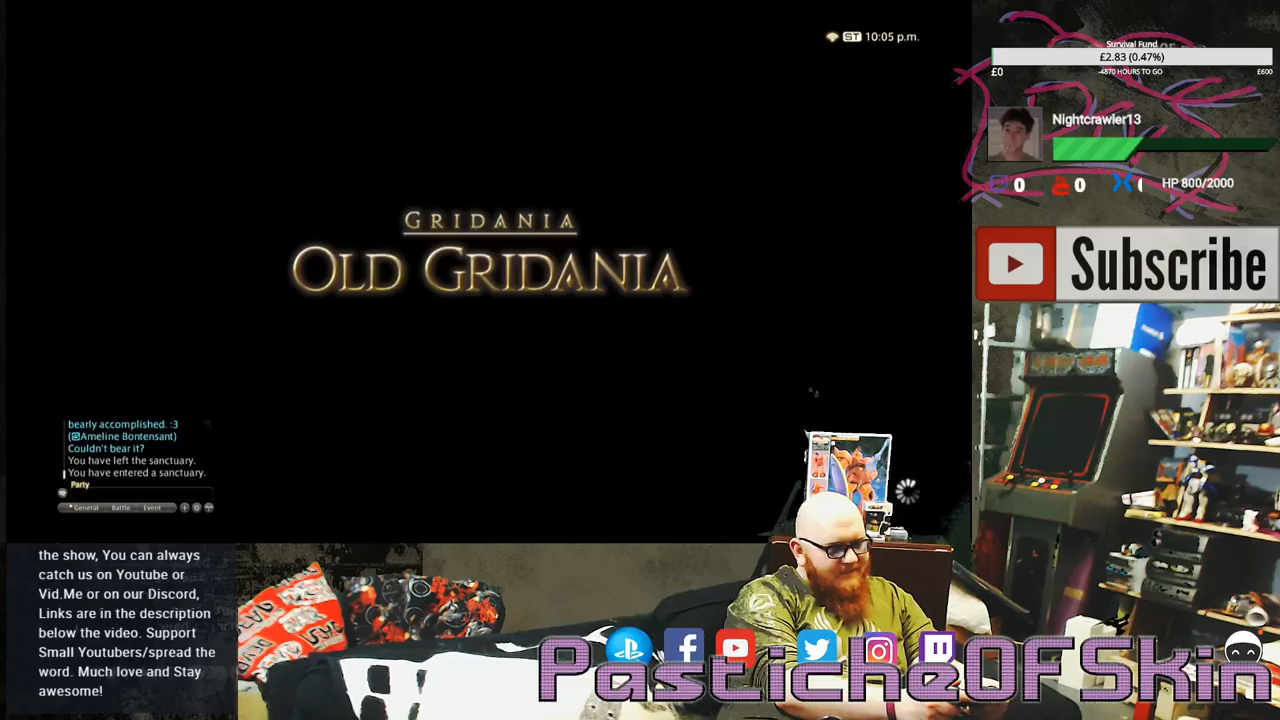 ST 10:05 p.m.
Survival Fund
£2.83 (0.47%)
£0
-4870 HOURS TO GO
£600
Nightcrawler13
0
0
HP 800/2000
Subscribe
GRIDANIA
OLD GRIDANIA
bearly accomplished. :3
(Ameline Bontensant)
Couldn't bear it?
You have left the sanctuary.
You have entered a sanctuary.
Party
General Battle Event
the show, You can always
catch us on Youtube or
Vid.Me or on our Discord,
Links are in the description
below the video. Support
Small Youtubers/spread the
word. Much love and Stay
awesome!
PasticheOFSkin